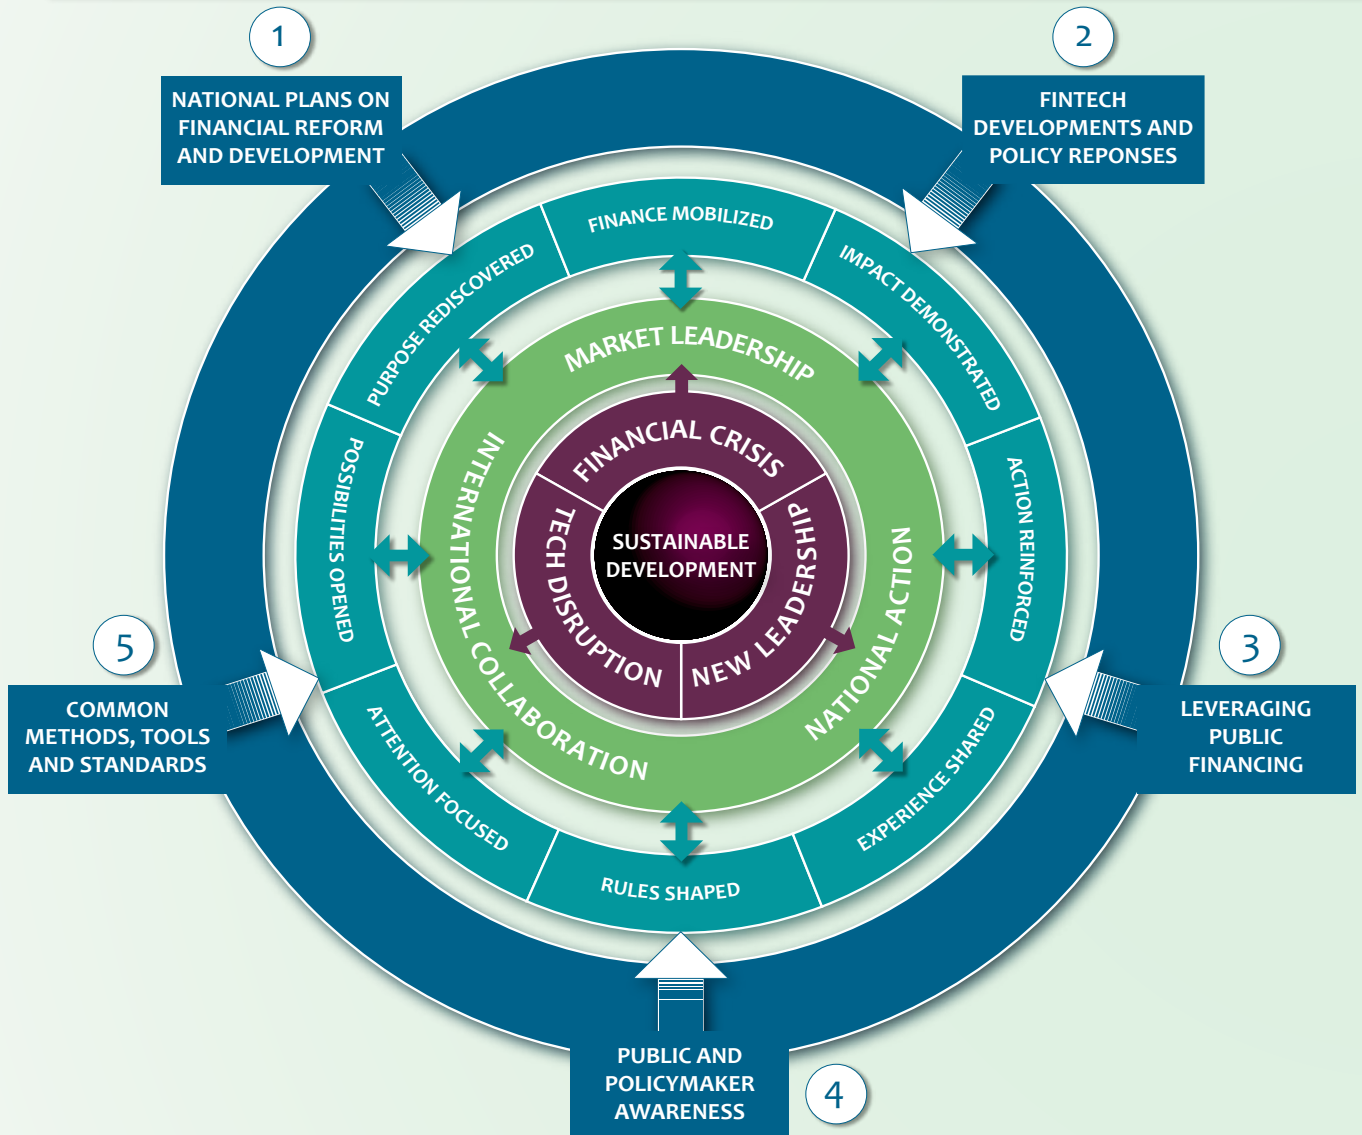 1
NATIONAL PLANS ON
FINANCIAL REFORM
AND DEVELOPMENT
2
FINTECH
DEVELOPMENTS AND
POLICY REPONSES
3
LEVERAGING
PUBLIC
FINANCING
4
PUBLIC AND
POLICYMAKER
AWARENESS
5
COMMON
METHODS, TOOLS
AND STANDARDS
FINANCE MOBILIZED
IMPACT DEMONSTRATED
ACTION REINFORCED
EXPERIENCE SHARED
RULES SHAPED
ATTENTION FOCUSED
POSSIBILITIES OPENED
PURPOSE REDISCOVERED
MARKET LEADERSHIP
NATIONAL ACTION
INTERNATIONAL COLLABORATION
FINANCIAL CRISIS
NEW LEADERSHIP
TECH DISRUPTION
SUSTAINABLE
DEVELOPMENT